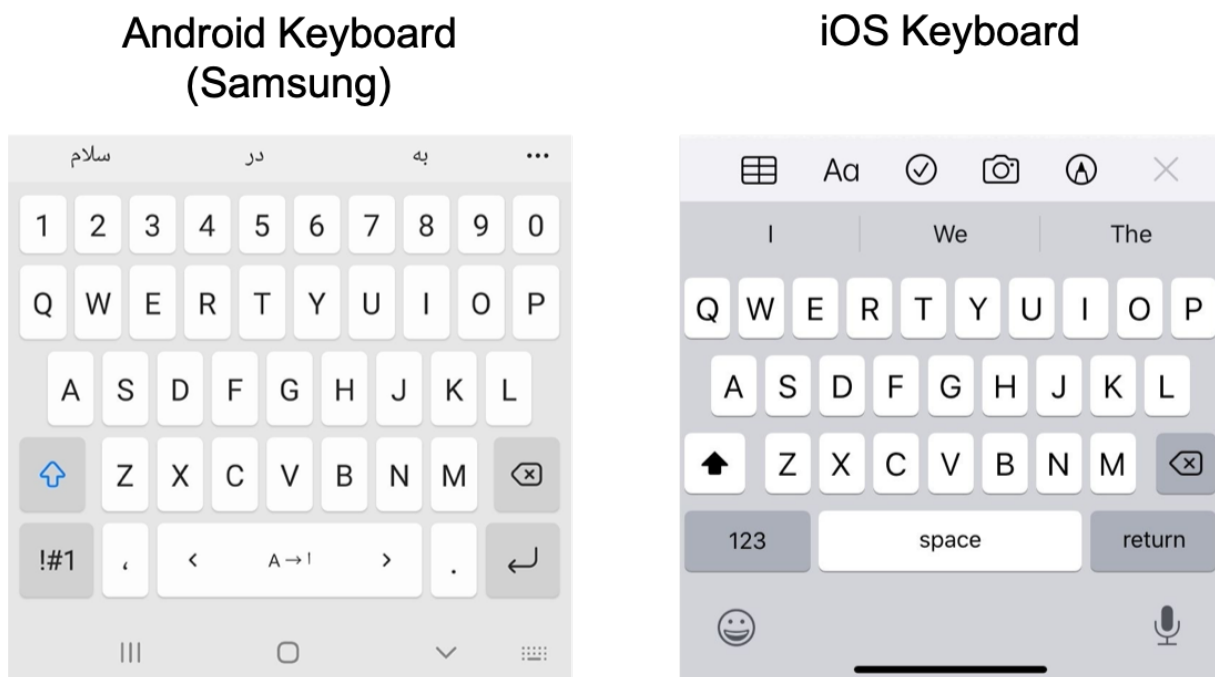 Android Keyboard
(Samsung)
iOS Keyboard
سلام در به ...
1 2 3 4 5 6 7 8 9 0
Q W E R T Y U I O P
A S D F G H J K L
Z X C V B N M
!#1 ، < A→ا > .
Aa
I We The
Q W E R T Y U I O P
A S D F G H J K L
Z X C V B N M
123 space return